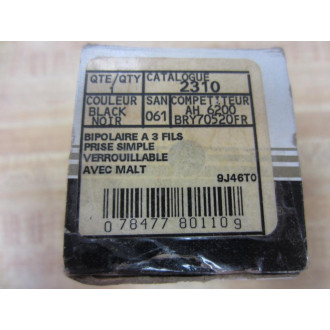 QTE/QTY CATALOGUE
1 2310
COULEUR SAN COMPETITEUR
BLACK 061 AH 6200
NOIR BRY70520FR
BIPOLAIRE A 3 FILS
PRISE SIMPLE
VERROUILLABLE
AVEC MALT
9J46T0
0 78477 80110 9